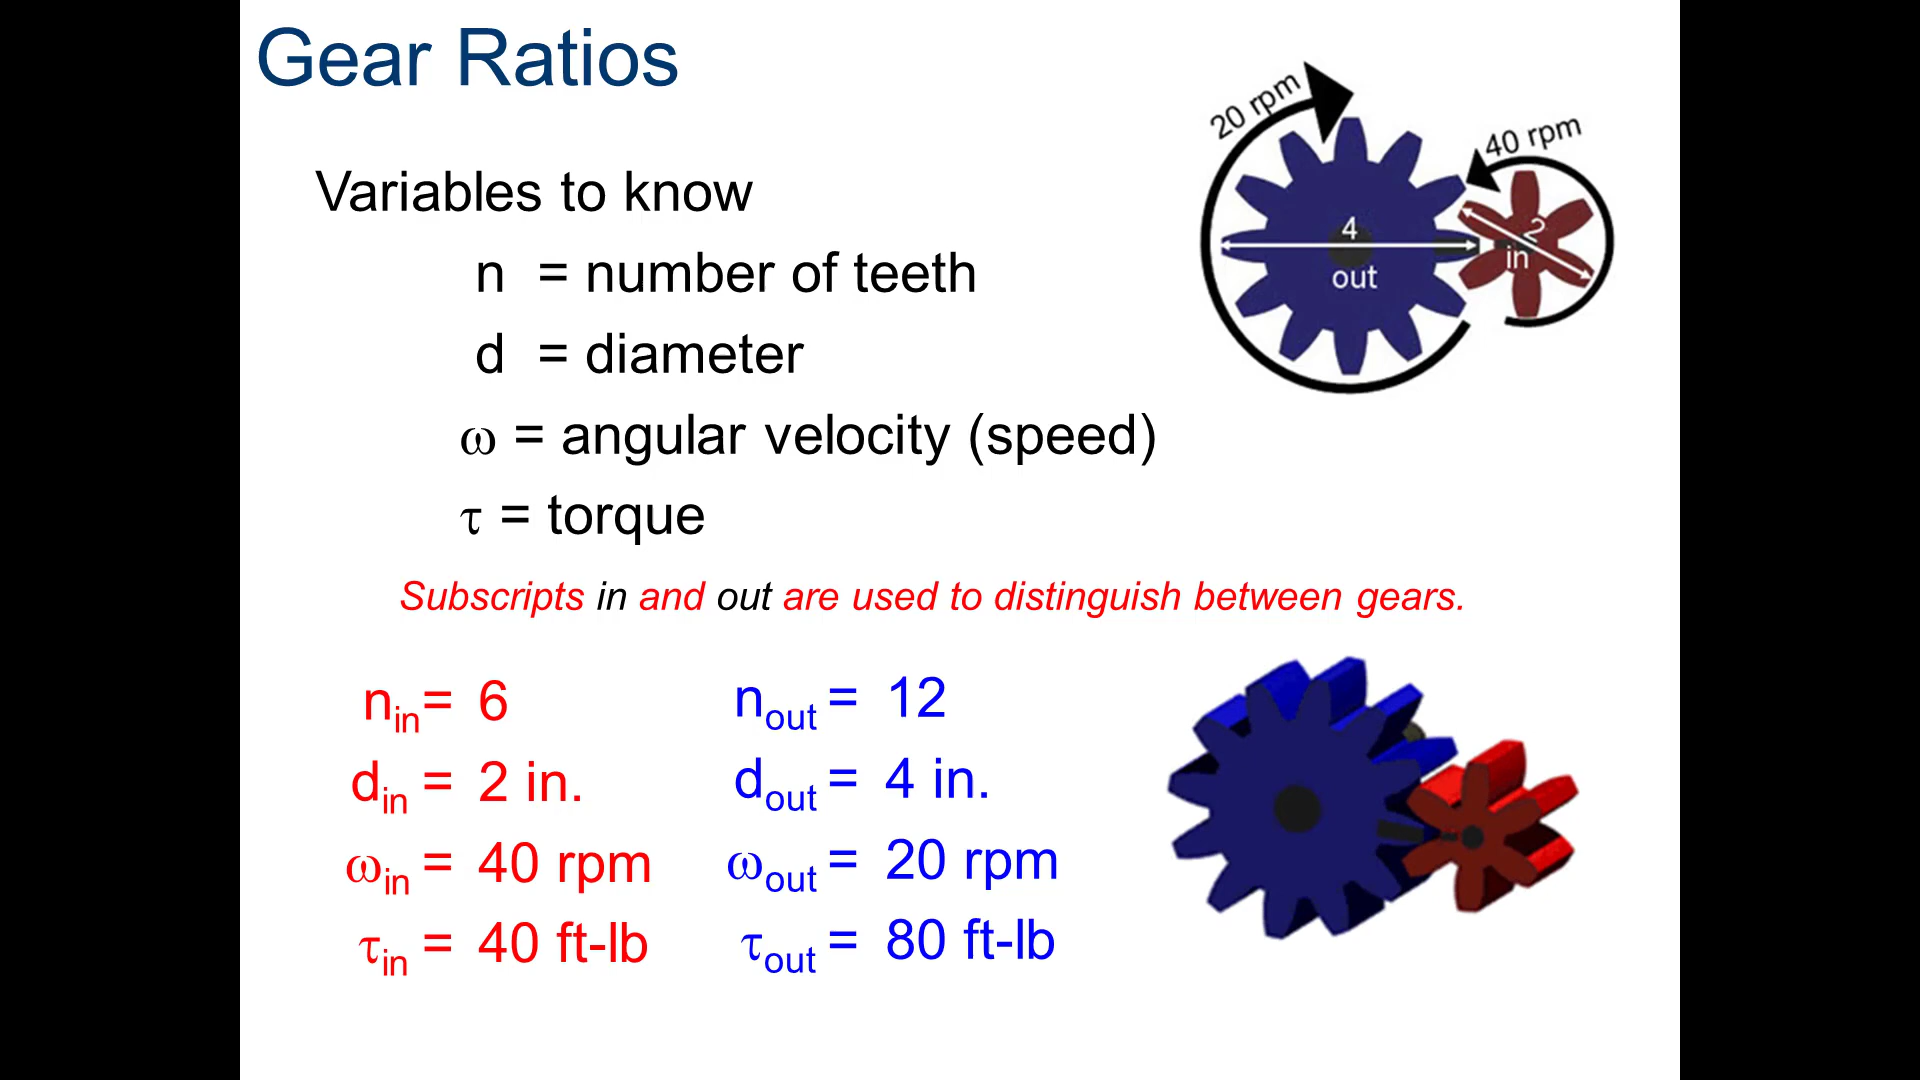 Gear Ratios
20 rpm
40 rpm
4
out
2
in
Variables to know
n = number of teeth
d = diameter
ω = angular velocity (speed)
τ = torque
Subscripts in and out are used to distinguish between gears.
nin = 6
nout = 12
din = 2 in.
dout = 4 in.
ωin = 40 rpm
ωout = 20 rpm
τin = 40 ft-lb
τout = 80 ft-lb